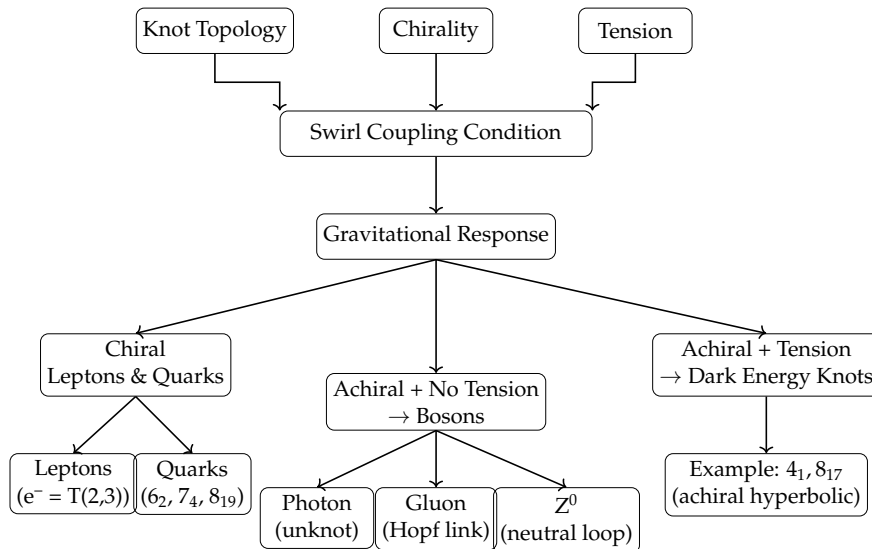 Knot Topology
Chirality
Tension
Swirl Coupling Condition
Gravitational Response
Chiral
Leptons & Quarks
Achiral + No Tension
→ Bosons
Achiral + Tension
→ Dark Energy Knots
Leptons
(e⁻ = T(2,3))
Quarks
(6₂, 7₄, 8₁₉)
Photon
(unknot)
Gluon
(Hopf link)
Z⁰
(neutral loop)
Example: 4₁, 8₁₇
(achiral hyperbolic)